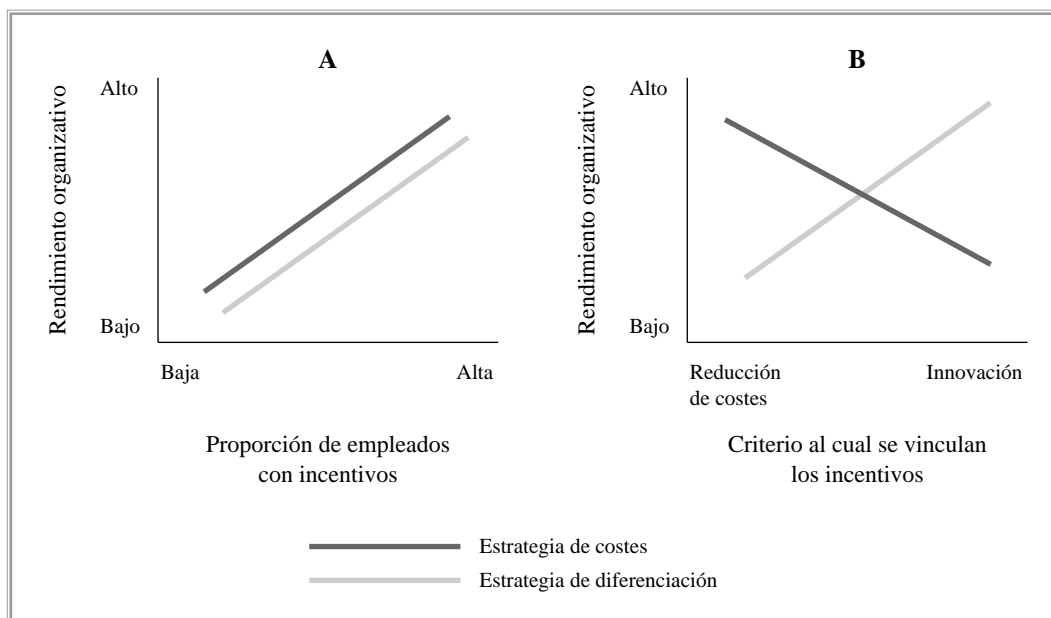 A
Rendimiento organizativo
Alto
Bajo
Baja
Alta
Proporción de empleados
con incentivos
B
Rendimiento organizativo
Alto
Bajo
Reducción
de costes
Innovación
Criterio al cual se vinculan
los incentivos
Estrategia de costes
Estrategia de diferenciación